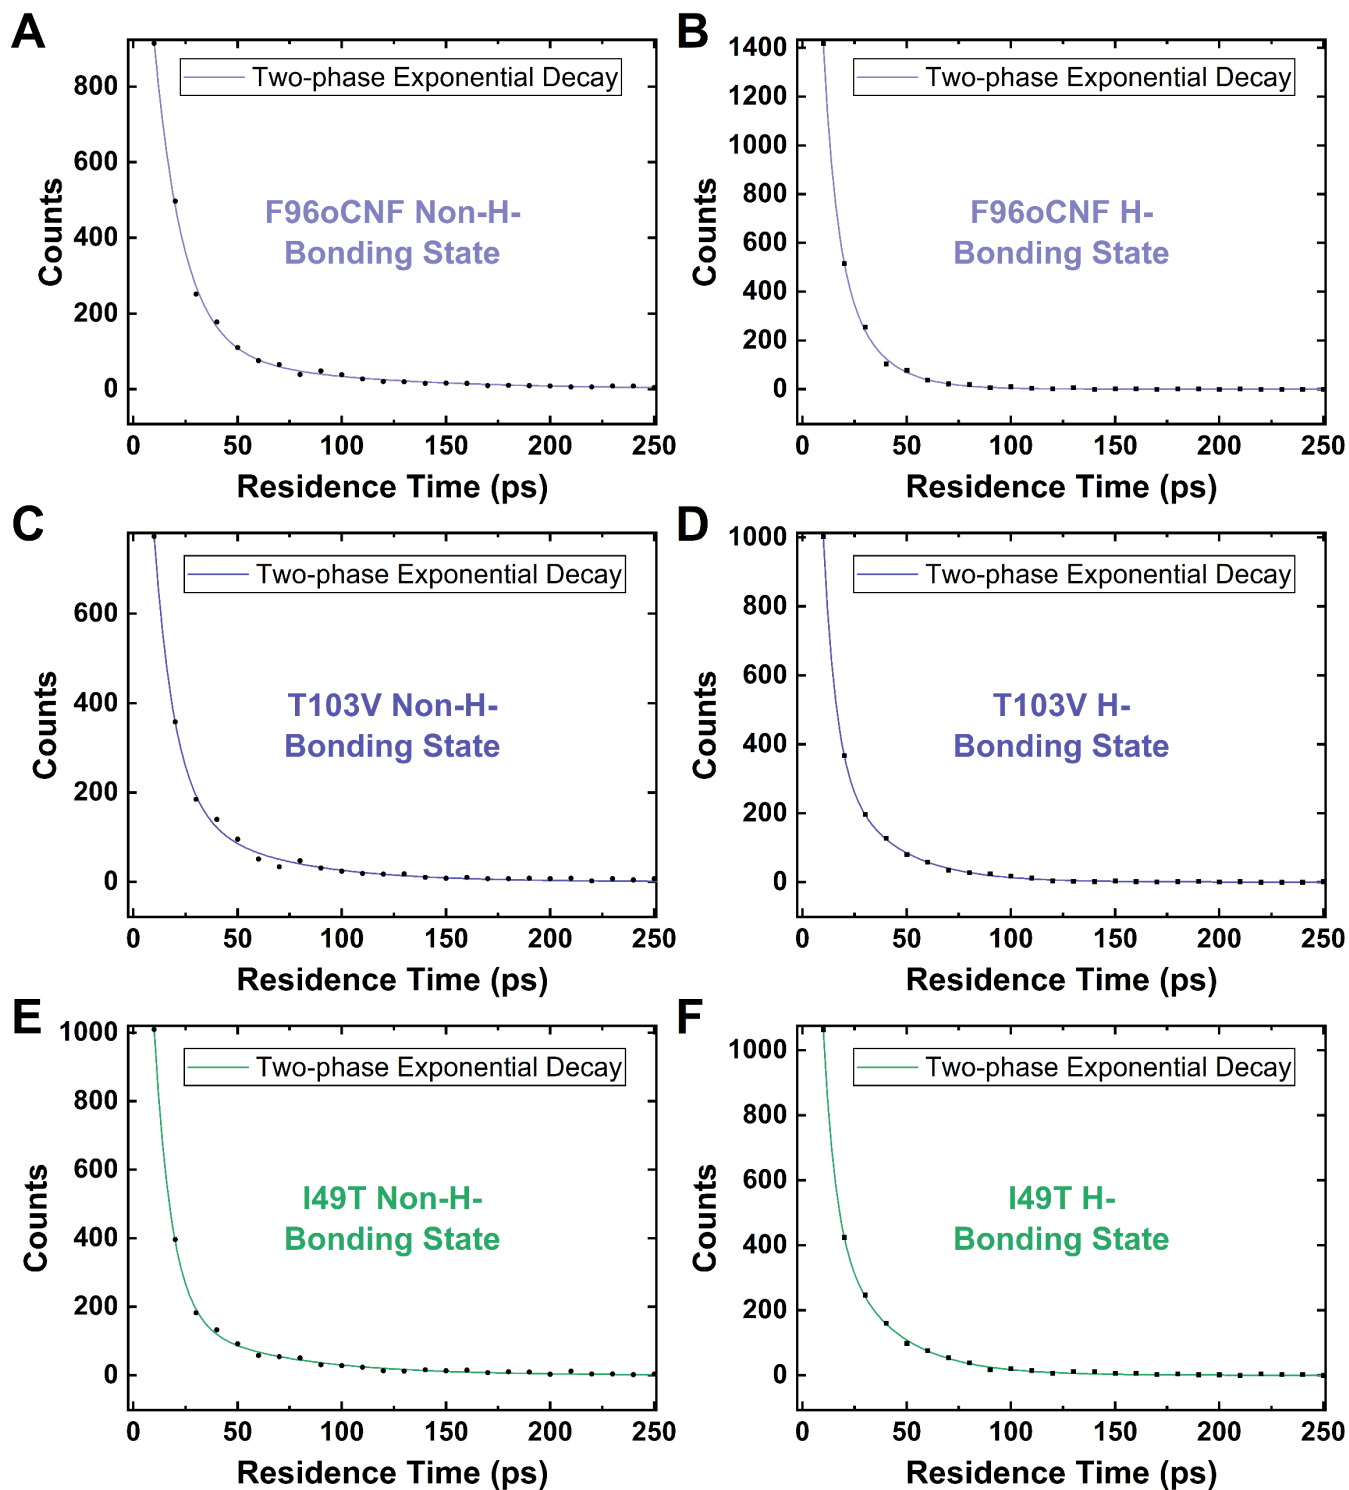 A
Two-phase Exponential Decay
F96oCNF Non-H-
Bonding State
Counts
800
600
400
200
0
0 50 100 150 200 250
Residence Time (ps)
B
Two-phase Exponential Decay
F96oCNF H-
Bonding State
Counts
1400
1200
1000
800
600
400
200
0
0 50 100 150 200 250
Residence Time (ps)
C
Two-phase Exponential Decay
T103V Non-H-
Bonding State
Counts
600
400
200
0
0 50 100 150 200 250
Residence Time (ps)
D
Two-phase Exponential Decay
T103V H-
Bonding State
Counts
1000
800
600
400
200
0
0 50 100 150 200 250
Residence Time (ps)
E
Two-phase Exponential Decay
I49T Non-H-
Bonding State
Counts
1000
800
600
400
200
0
0 50 100 150 200 250
Residence Time (ps)
F
Two-phase Exponential Decay
I49T H-
Bonding State
Counts
1000
800
600
400
200
0
0 50 100 150 200 250
Residence Time (ps)